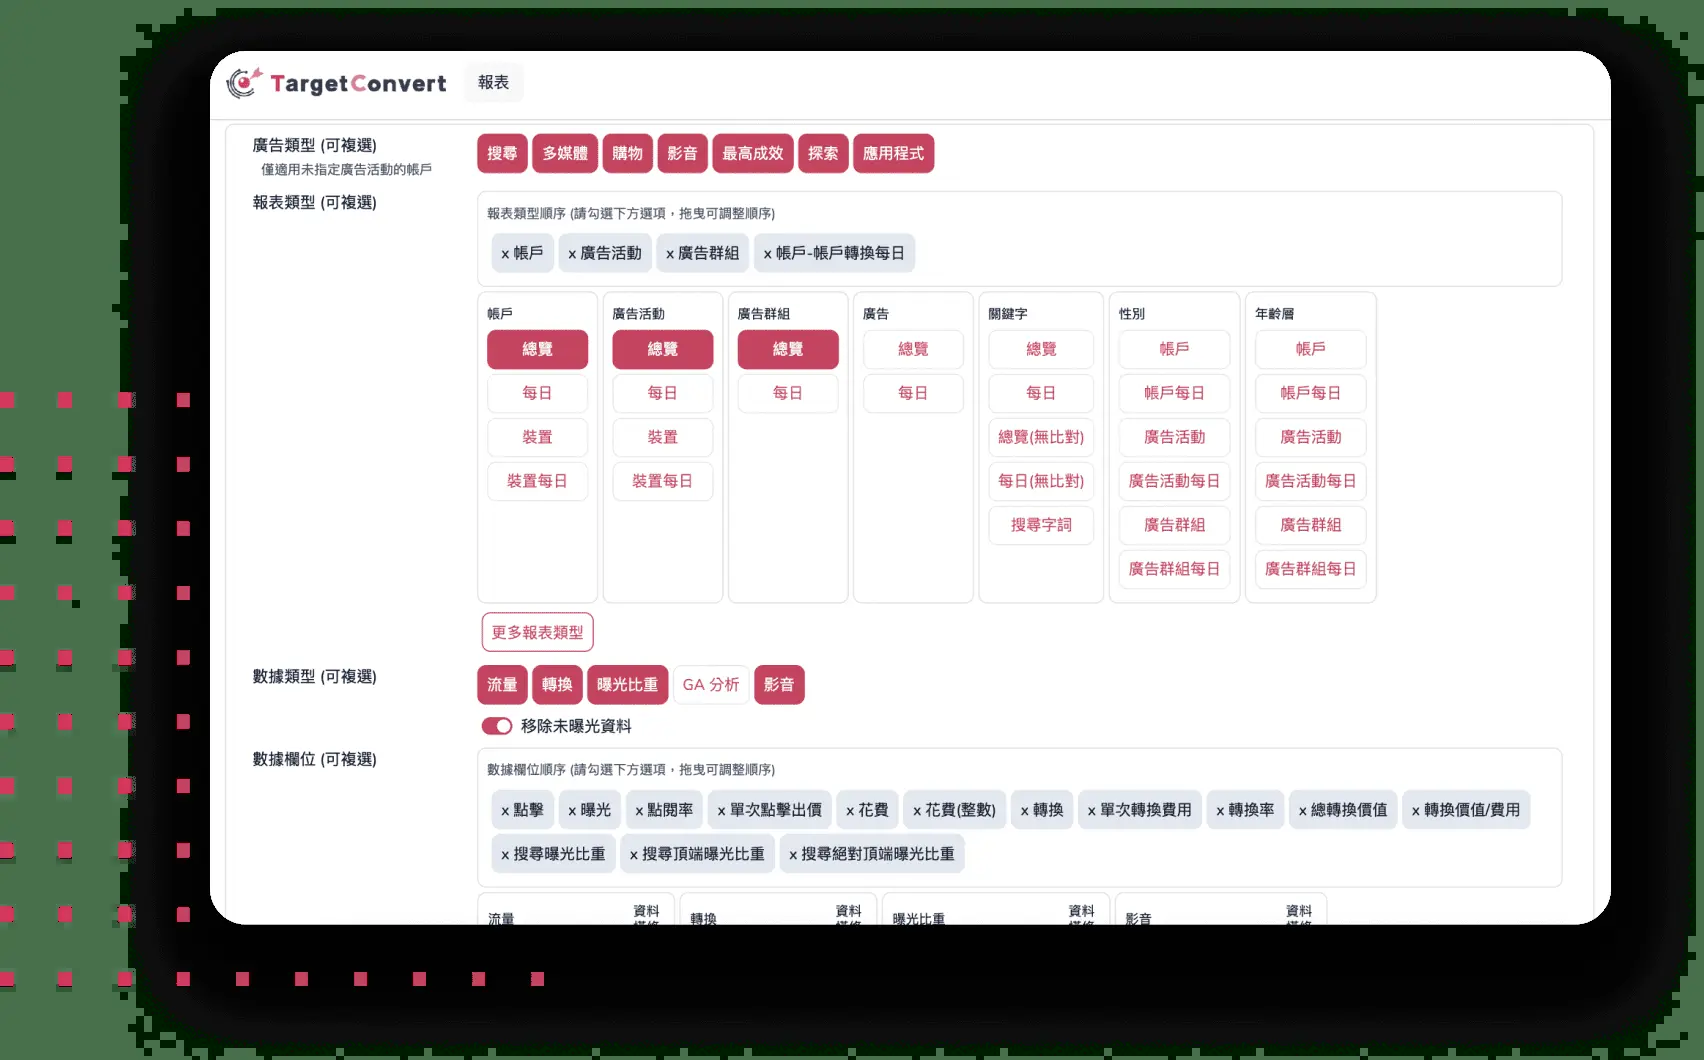 TargetConvert
報表
廣告類型 (可複選)
僅適用未指定廣告活動的帳戶
搜尋 多媒體 購物 影音 最高成效 探索 應用程式
報表類型 (可複選)
報表類型順序 (請勾選下方選項，拖曳可調整順序)
x 帳戶 x 廣告活動 x 廣告群組 x 帳戶-帳戶轉換每日
帳戶
總覽
每日
裝置
裝置每日
廣告活動
總覽
每日
裝置
裝置每日
廣告群組
總覽
每日
廣告
總覽
每日
關鍵字
總覽
每日
總覽(無比對)
每日(無比對)
搜尋字詞
性別
帳戶
帳戶每日
廣告活動
廣告活動每日
廣告群組
廣告群組每日
年齡層
帳戶
帳戶每日
廣告活動
廣告活動每日
廣告群組
廣告群組每日
更多報表類型
數據類型 (可複選)
流量 轉換 曝光比重 GA 分析 影音
移除未曝光資料
數據欄位 (可複選)
數據欄位順序 (請勾選下方選項，拖曳可調整順序)
x 點擊 x 曝光 x 點閱率 x 單次點擊出價 x 花費 x 花費(整數) x 轉換 x 單次轉換費用 x 轉換率 x 總轉換價值 x 轉換價值/費用
x 搜尋曝光比重 x 搜尋頂端曝光比重 x 搜尋絕對頂端曝光比重
流量 資料
轉換 資料
曝光比重 資料
影音 資料